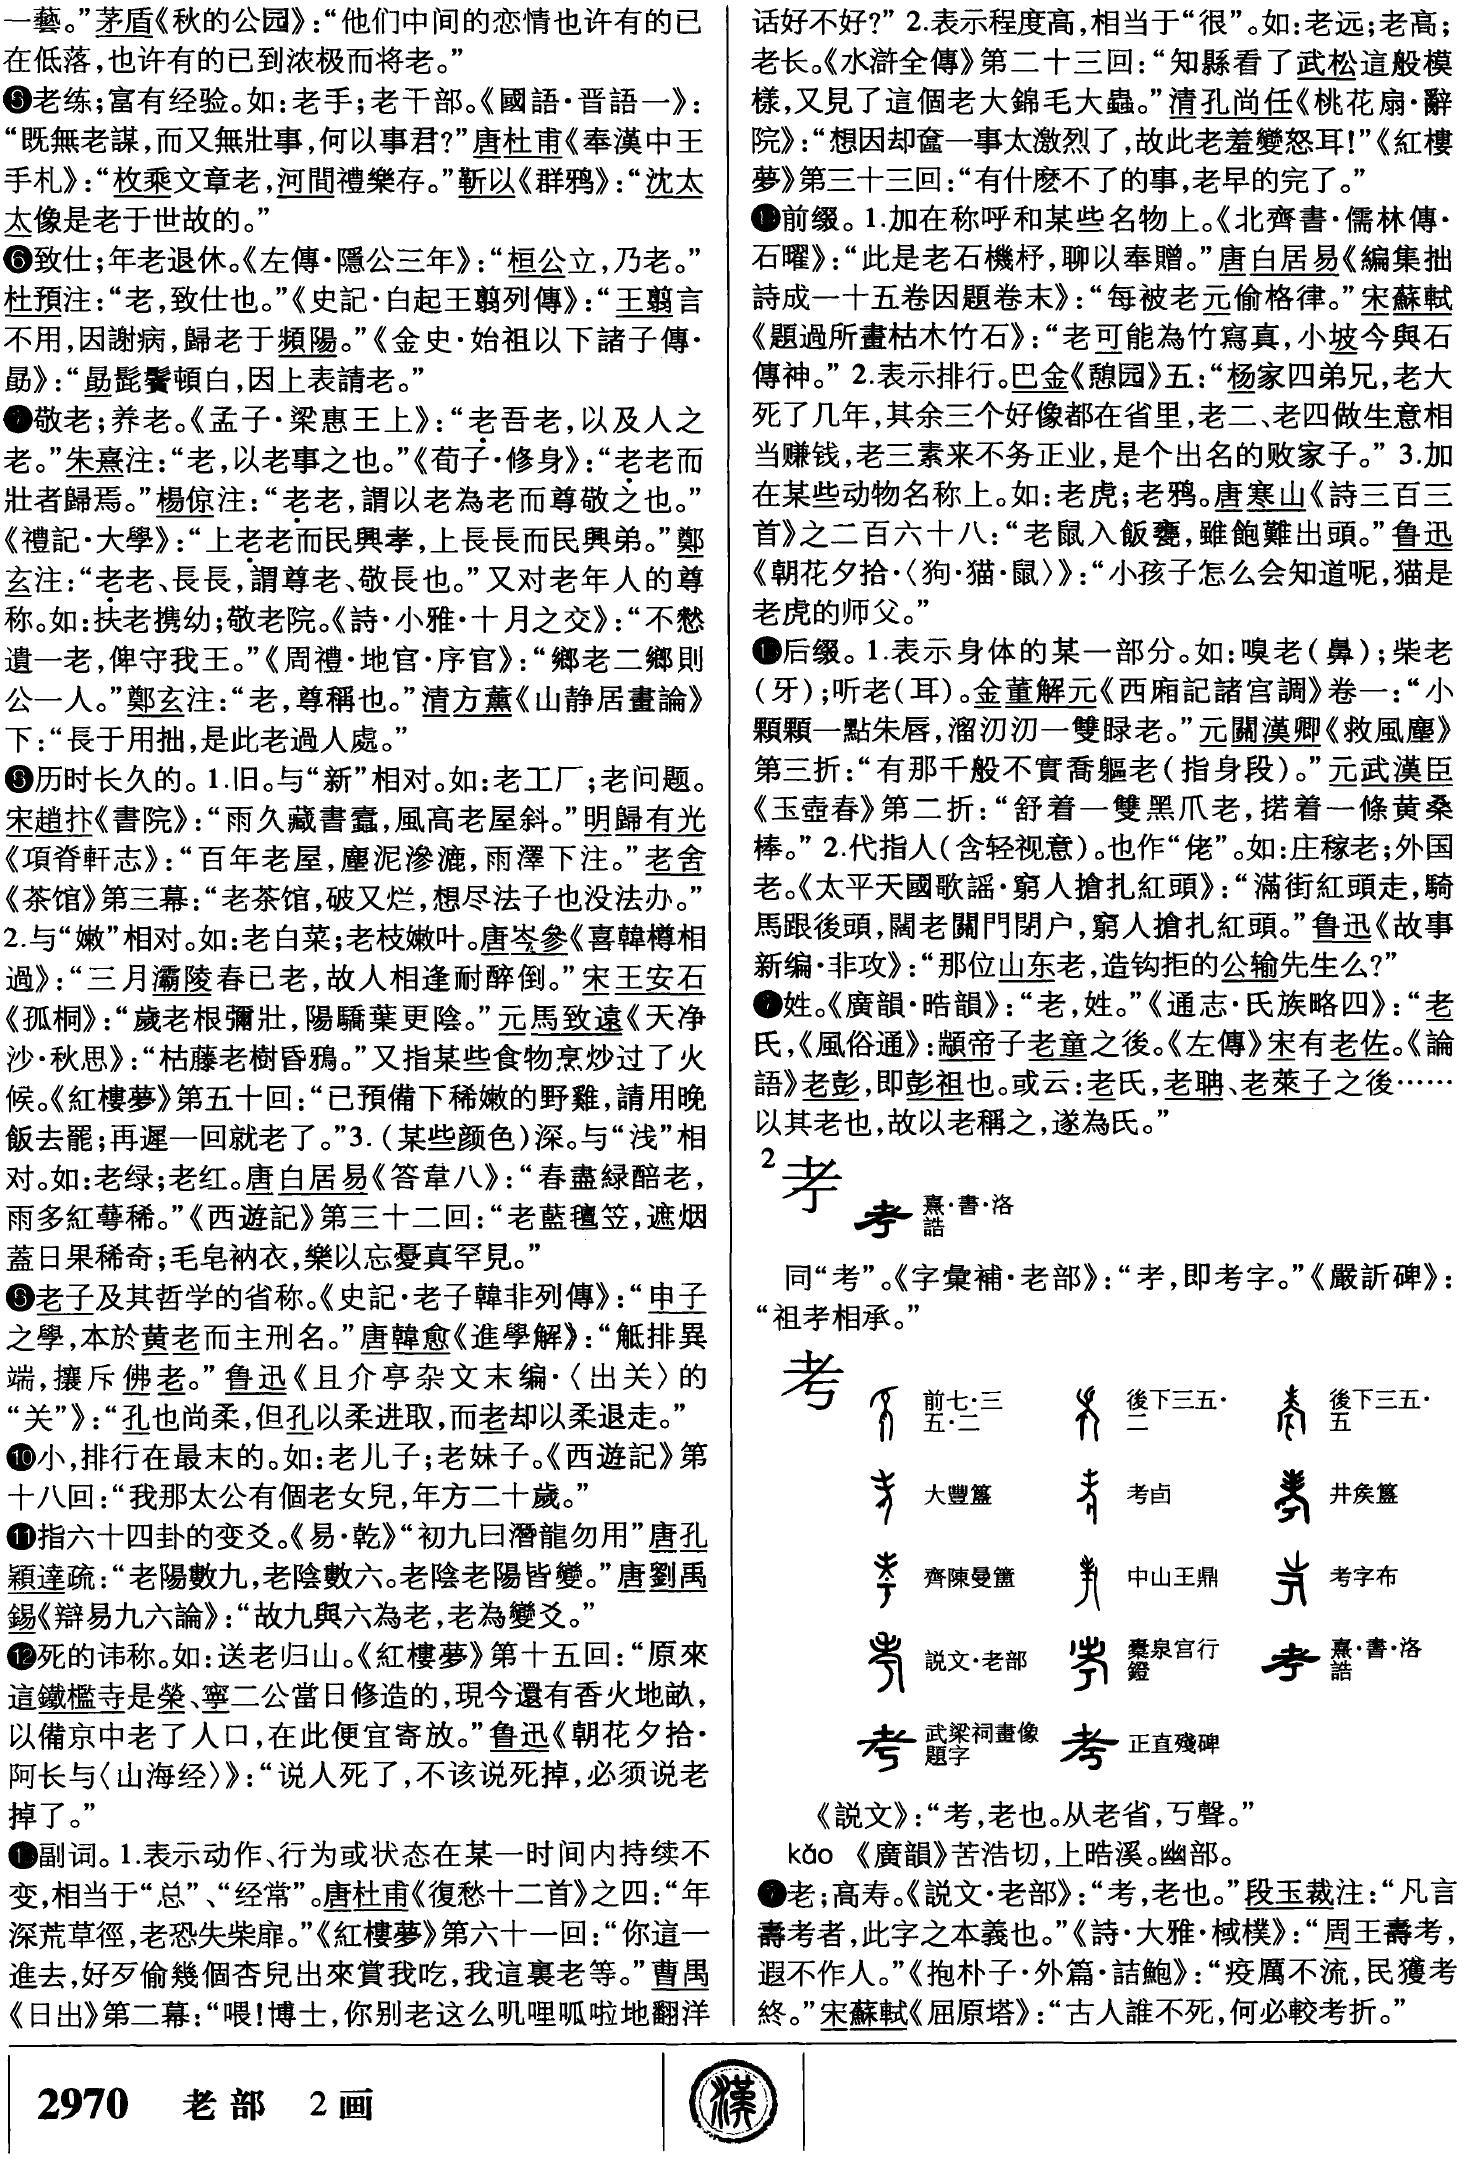 一藝。”茅盾《秋的公园》：“他们中间的恋情也许有的已
在低落，也许有的已到浓极而将老。”
❺老练；富有经验。如：老手；老干部。《國語·晋語一》：
“既無老謀，而又無壯事，何以事君？”唐杜甫《奉漢中王
手札》：“枚乘文章老，河間禮樂存。”靳以《群鸦》：“沈太
太像是老于世故的。”
❻致仕；年老退休。《左傳·隱公三年》：“桓公立，乃老。”
杜預注：“老，致仕也。”《史記·白起王翦列傳》：“王翦言
不用，因謝病，歸老于頻陽。”《金史·始祖以下諸子傳·
勗》：“勗髭鬢頓白，因上表請老。”
❼敬老；养老。《孟子·梁惠王上》：“老吾老，以及人之
老。”朱熹注：“老，以老事之也。”《荀子·修身》：“老老而
壯者歸焉。”楊倞注：“老老，謂以老為老而尊敬之也。”
《禮記·大學》：“上老老而民興孝，上長長而民興弟。”鄭
玄注：“老老、長長，謂尊老、敬長也。”又对老年人的尊
称。如：扶老携幼；敬老院。《詩·小雅·十月之交》：“不憖
遺一老，俾守我王。”《周禮·地官·序官》：“鄉老二鄉則
公一人。”鄭玄注：“老，尊稱也。”清方薰《山静居畫論》
下：“長于用拙，是此老過人處。”
❽历时长久的。1.旧。与“新”相对。如：老工厂；老问题。
宋趙抃《書院》：“雨久藏書蠹，風高老屋斜。”明歸有光
《項脊軒志》：“百年老屋，塵泥滲漉，雨澤下注。”老舍
《茶馆》第三幕：“老茶馆，破又烂，想尽法子也没法办。”
2.与“嫩”相对。如：老白菜；老枝嫩叶。唐岑參《喜韓樽相
過》：“三月灞陵春已老，故人相逢耐醉倒。”宋王安石
《孤桐》：“歲老根彌壯，陽驕葉更陰。”元馬致遠《天净
沙·秋思》：“枯藤老樹昏鴉。”又指某些食物烹炒过了火
候。《紅樓夢》第五十回：“已預備下稀嫩的野雞，請用晚
飯去罷；再遲一回就老了。”3.（某些颜色）深。与“浅”相
对。如：老绿；老红。唐白居易《答韋八》：“春盡緑醅老，
雨多紅萼稀。”《西遊記》第三十二回：“老藍氊笠，遮烟
蓋日果稀奇；毛皂衲衣，樂以忘憂真罕見。”
❾老子及其哲学的省称。《史記·老子韓非列傳》：“申子
之學，本於黄老而主刑名。”唐韓愈《進學解》：“觝排異
端，攘斥佛老。”鲁迅《且介亭杂文末编·〈出关〉的
“关”》：“孔也尚柔，但孔以柔进取，而老却以柔退走。”
❿小，排行在最末的。如：老儿子；老妹子。《西遊記》第
十八回：“我那太公有個老女兒，年方二十歲。”
⓫指六十四卦的变爻。《易·乾》“初九曰潛龍勿用”唐孔
穎達疏：“老陽數九，老陰數六。老陰老陽皆變。”唐劉禹
錫《辯易九六論》：“故九與六為老，老為變爻。”
⓬死的讳称。如：送老归山。《紅樓夢》第十五回：“原來
這鐵檻寺是榮、寧二公當日修造的，現今還有香火地畝，
以備京中老了人口，在此便宜寄放。”鲁迅《朝花夕拾·
阿长与〈山海经〉》：“说人死了，不该说死掉，必须说老
掉了。”
⓭副词。1.表示动作、行为或状态在某一时间内持续不
变，相当于“总”、“经常”。唐杜甫《復愁十二首》之四：“年
深荒草徑，老恐失柴扉。”《紅樓夢》第六十一回：“你這一
進去，好歹偷幾個杏兒出來賞我吃，我這裏老等。”曹禺
《日出》第二幕：“喂！博士，你别老这么叽哩呱啦地翻洋
话好不好？”2.表示程度高，相当于“很”。如：老远；老高；
老长。《水滸全傳》第二十三回：“知縣看了武松這般模
樣，又見了這個老大錦毛大蟲。”清孔尚任《桃花扇·辭
院》：“想因却奩一事太激烈了，故此老羞變怒耳！”《紅樓
夢》第三十三回：“有什麽不了的事，老早的完了。”
⓮前缀。1.加在称呼和某些名物上。《北齊書·儒林傳·
石曜》：“此是老石機杼，聊以奉贈。”唐白居易《編集拙
詩成一十五卷因題卷末》：“每被老元偷格律。”宋蘇軾
《題過所畫枯木竹石》：“老可能為竹寫真，小坡今與石
傳神。”2.表示排行。巴金《憩园》五：“杨家四弟兄，老大
死了几年，其余三个好像都在省里，老二、老四做生意相
当赚钱，老三素来不务正业，是个出名的败家子。”3.加
在某些动物名称上。如：老虎；老鸦。唐寒山《詩三百三
首》之二百六十八：“老鼠入飯甕，雖飽難出頭。”鲁迅
《朝花夕拾·〈狗·猫·鼠〉》：“小孩子怎么会知道呢，猫是
老虎的师父。”
⓯后缀。1.表示身体的某一部分。如：嗅老（鼻）；柴老
（牙）；听老（耳）。金董解元《西廂記諸宫調》卷一：“小
顆顆一點朱唇，溜刅刅一雙睩老。”元關漢卿《救風塵》
第三折：“有那千般不實喬軀老（指身段）。”元武漢臣
《玉壺春》第二折：“舒着一雙黑爪老，掿着一條黄桑
棒。”2.代指人（含轻视意）。也作“佬”。如：庄稼老；外国
老。《太平天國歌謡·窮人搶扎紅頭》：“滿街紅頭走，騎
馬跟後頭，闊老關門閉户，窮人搶扎紅頭。”鲁迅《故事
新编·非攻》：“那位山东老，造钩拒的公输先生么？”
姓。《廣韻·晧韻》：“老，姓。”《通志·氏族略四》：“老
氏，《風俗通》：顓帝子老童之後。《左傳》宋有老佐。《論
語》老彭，即彭祖也。或云：老氏，老聃、老萊子之後……
以其老也，故以老稱之，遂為氏。”
2 耂 熹·書·洛誥
同“考”。《字彙補·老部》：“ ，即考字。”《嚴訢碑》：
“祖 相承。”
考 前七·三五·二 後下三五·二 後下三五·五
大豐簋 考卣 井矦簋
齊陳曼簠 中山王鼎 考字布
説文·老部 槖泉宫行鐙 熹·書·洛誥
武梁祠畫像題字 正直殘碑
《説文》：“考，老也。从老省，丂聲。”
kǎo 《廣韻》苦浩切，上晧溪。幽部。
老；高寿。《説文·老部》：“考，老也。”段玉裁注：“凡言
壽考者，此字之本義也。”《詩·大雅·棫樸》：“周王壽考，
遐不作人。”《抱朴子·外篇·詰鮑》：“疫厲不流，民獲考
終。”宋蘇軾《屈原塔》：“古人誰不死，何必較考折。”
2970 老部 2画
漢